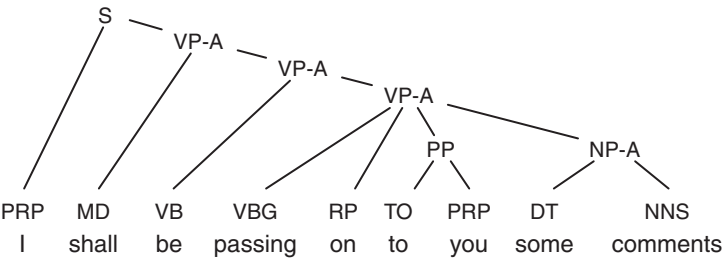 S
VP-A
VP-A
VP-A
PP NP-A
PRP MD VB VBG RP TO PRP DT NNS
I shall be passing on to you some comments